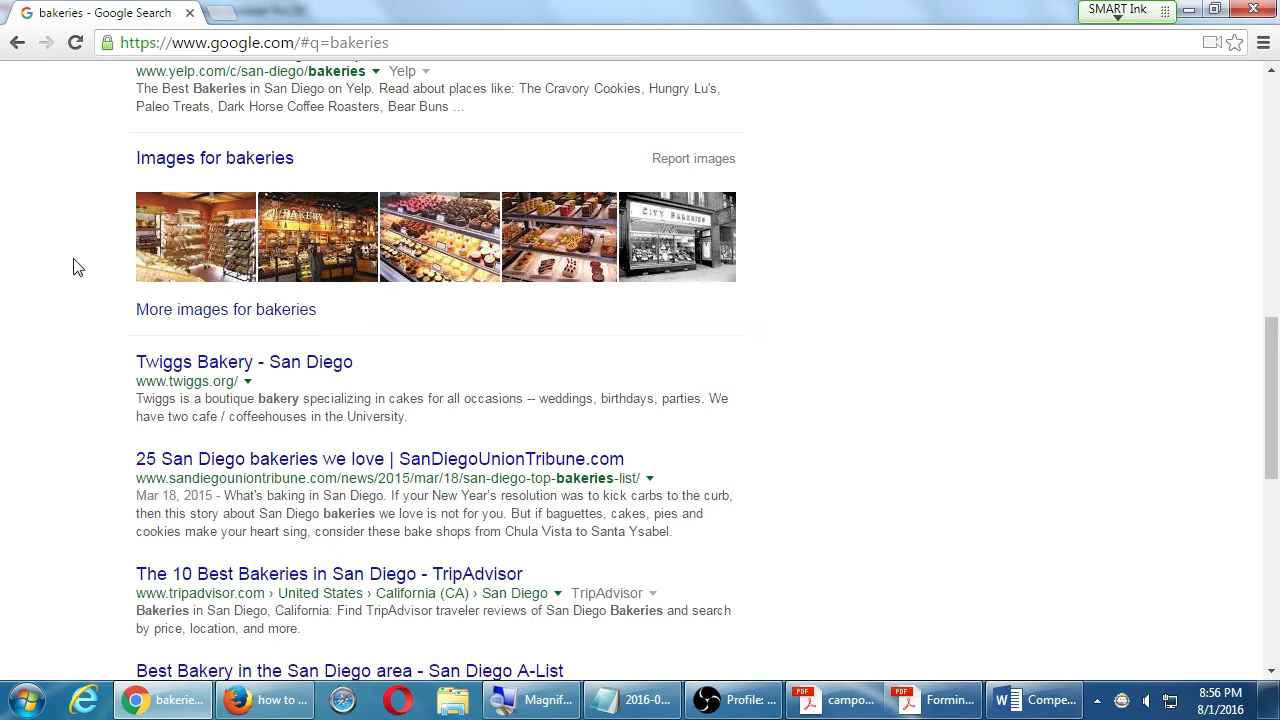 bakeries - Google Search
SMART Ink
https://www.google.com/#q=bakeries
www.yelp.com/c/san-diego/bakeries Yelp
The Best Bakeries in San Diego on Yelp. Read about places like: The Cravory Cookies, Hungry Lu's,
Paleo Treats, Dark Horse Coffee Roasters, Bear Buns ...
Images for bakeries
Report images
BAKERY
CITY BAKERIES
More images for bakeries
Twiggs Bakery - San Diego
www.twiggs.org/
Twiggs is a boutique bakery specializing in cakes for all occasions -- weddings, birthdays, parties. We
have two cafe / coffeehouses in the University.
25 San Diego bakeries we love | SanDiegoUnionTribune.com
www.sandiegouniontribune.com/news/2015/mar/18/san-diego-top-bakeries-list/
Mar 18, 2015 - What's baking in San Diego. If your New Year's resolution was to kick carbs to the curb,
then this story about San Diego bakeries we love is not for you. But if baguettes, cakes, pies and
cookies make your heart sing, consider these bake shops from Chula Vista to Santa Ysabel.
The 10 Best Bakeries in San Diego - TripAdvisor
www.tripadvisor.com › United States › California (CA) › San Diego TripAdvisor
Bakeries in San Diego, California: Find TripAdvisor traveler reviews of San Diego Bakeries and search
by price, location, and more.
Best Bakery in the San Diego area - San Diego A-List
bakerie... how to ... Magnif... 2016-0... Profile: ... campo... Formin... Compe...
8:56 PM
8/1/2016